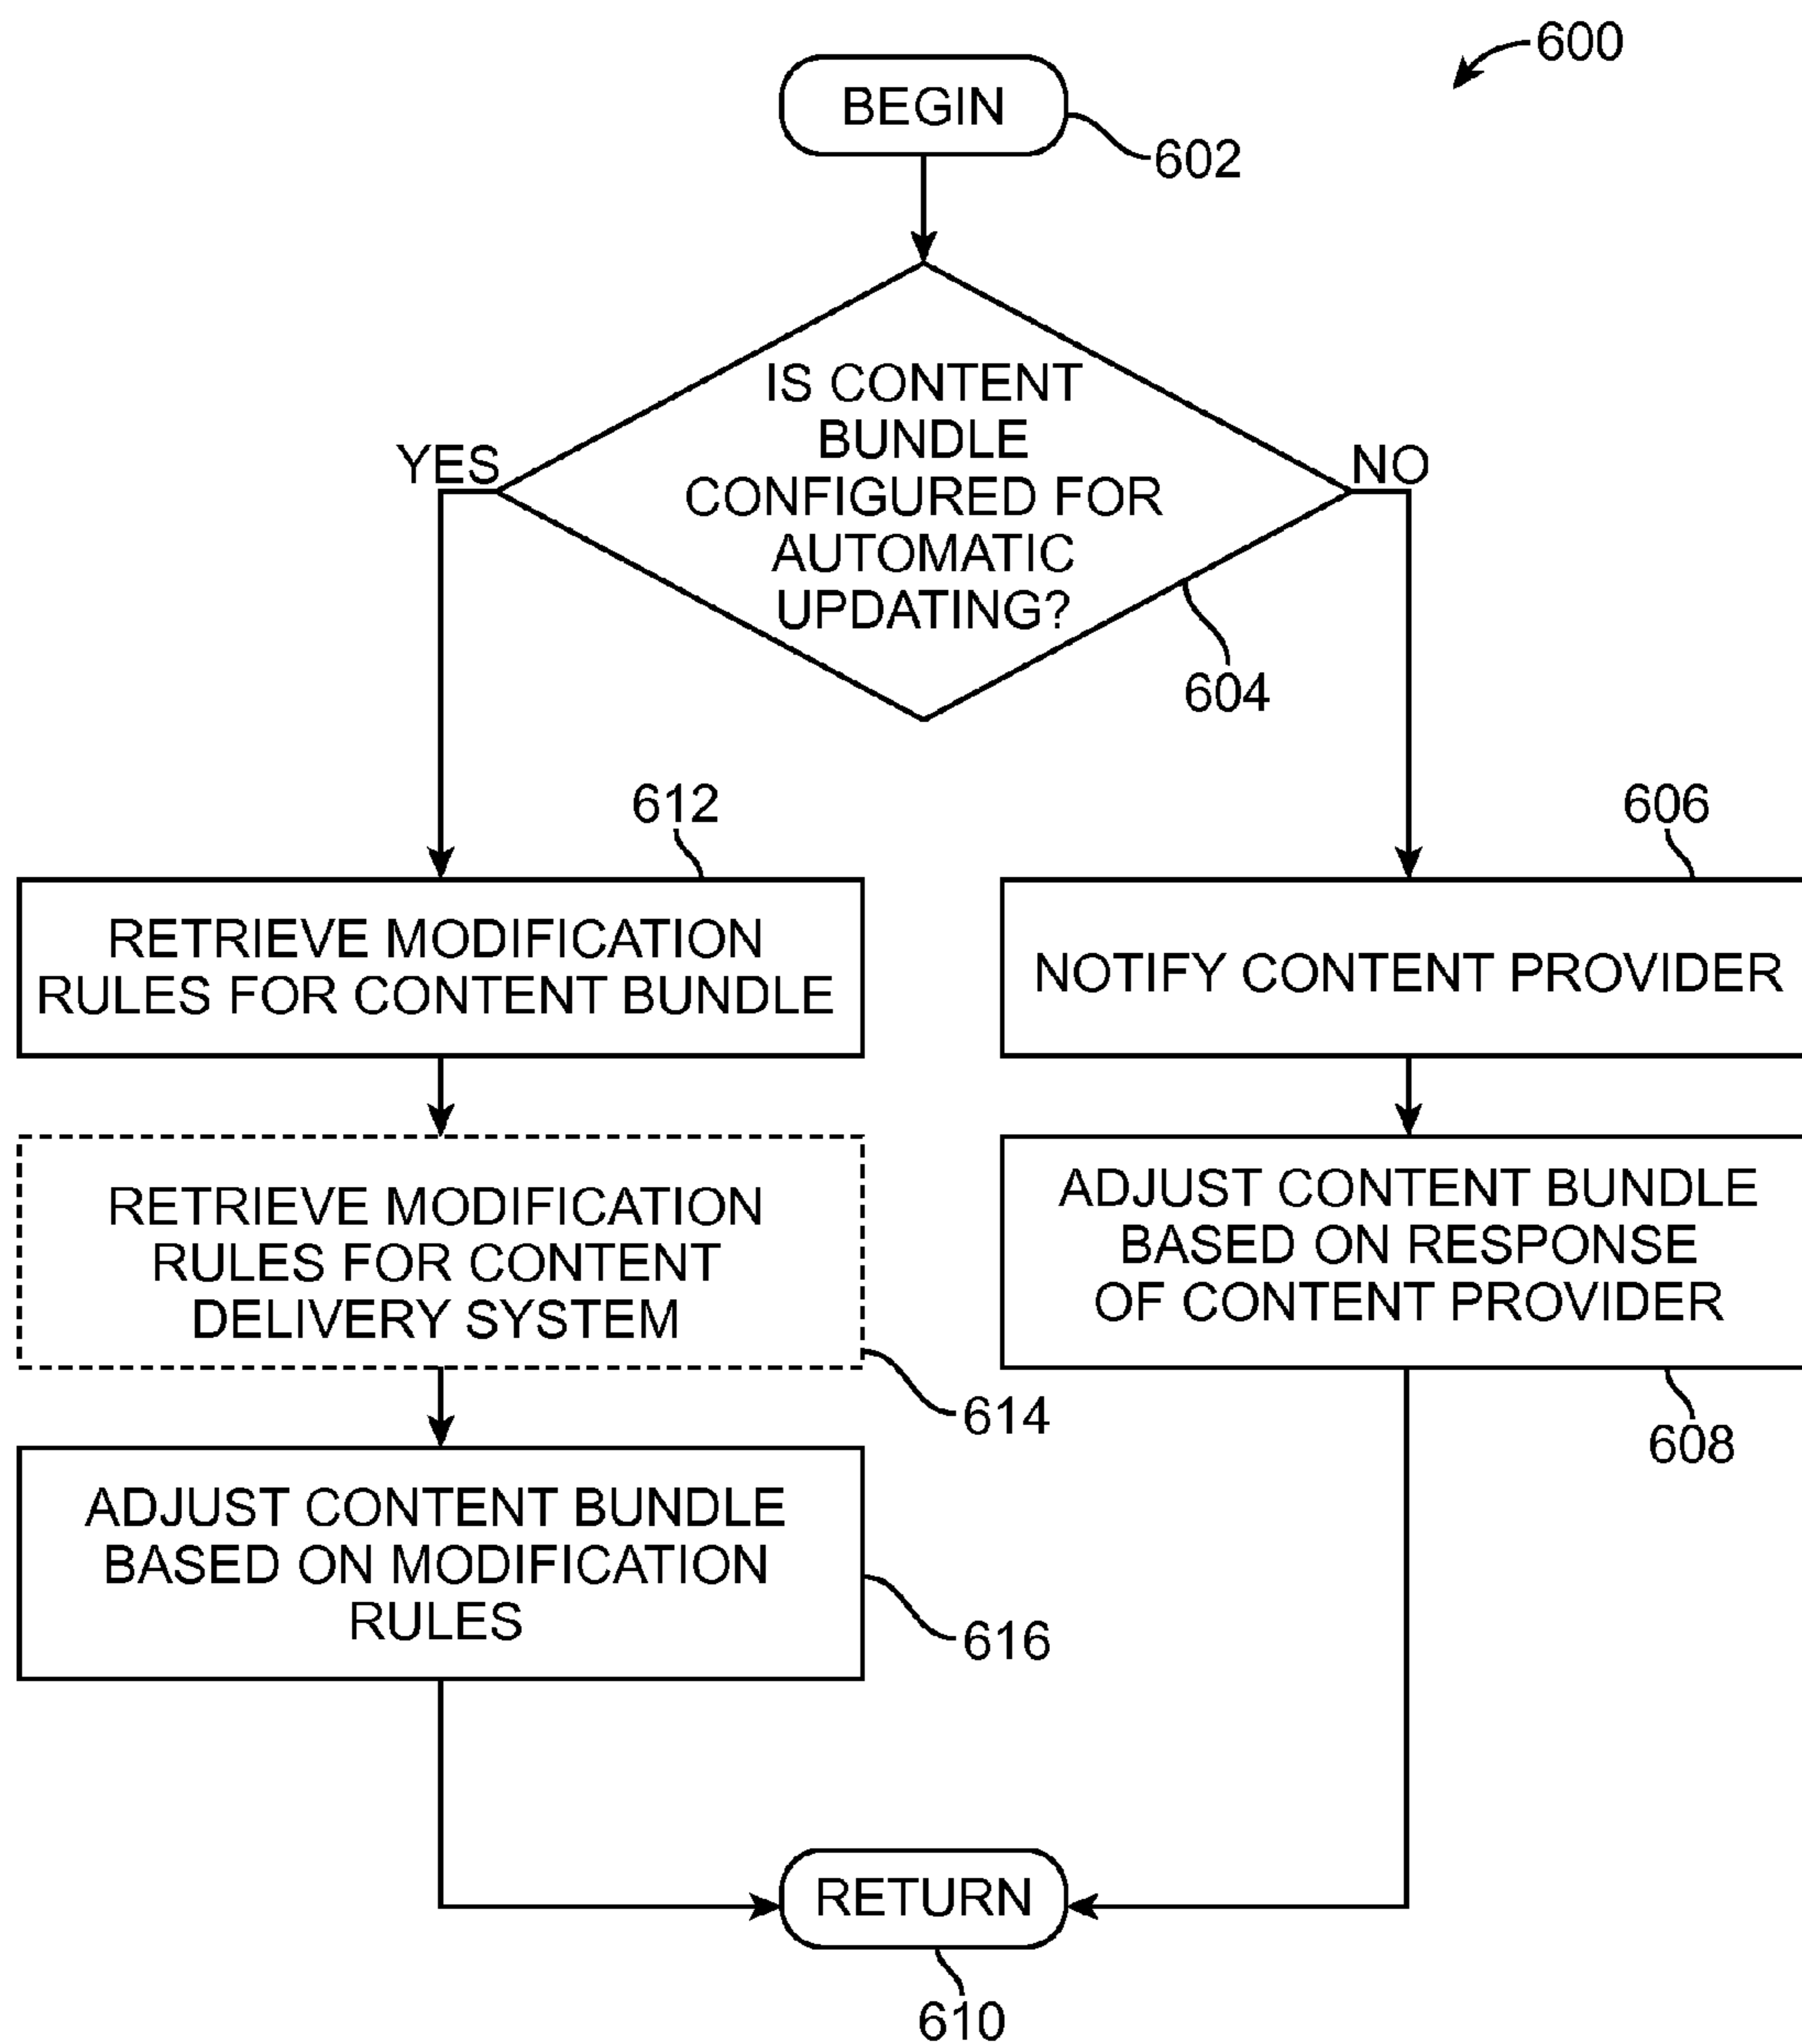 600
BEGIN
602
IS CONTENT
BUNDLE
CONFIGURED FOR
AUTOMATIC
UPDATING?
YES
NO
604
612
606
RETRIEVE MODIFICATION
RULES FOR CONTENT BUNDLE
NOTIFY CONTENT PROVIDER
RETRIEVE MODIFICATION
RULES FOR CONTENT
DELIVERY SYSTEM
614
ADJUST CONTENT BUNDLE
BASED ON RESPONSE
OF CONTENT PROVIDER
608
ADJUST CONTENT BUNDLE
BASED ON MODIFICATION
RULES
616
RETURN
610